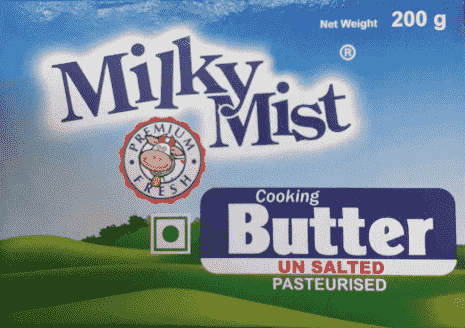 Net Weight 200 g
Milky
Mist
®
PREMIUM
FRESH
Cooking
Butter
UN SALTED
PASTEURISED